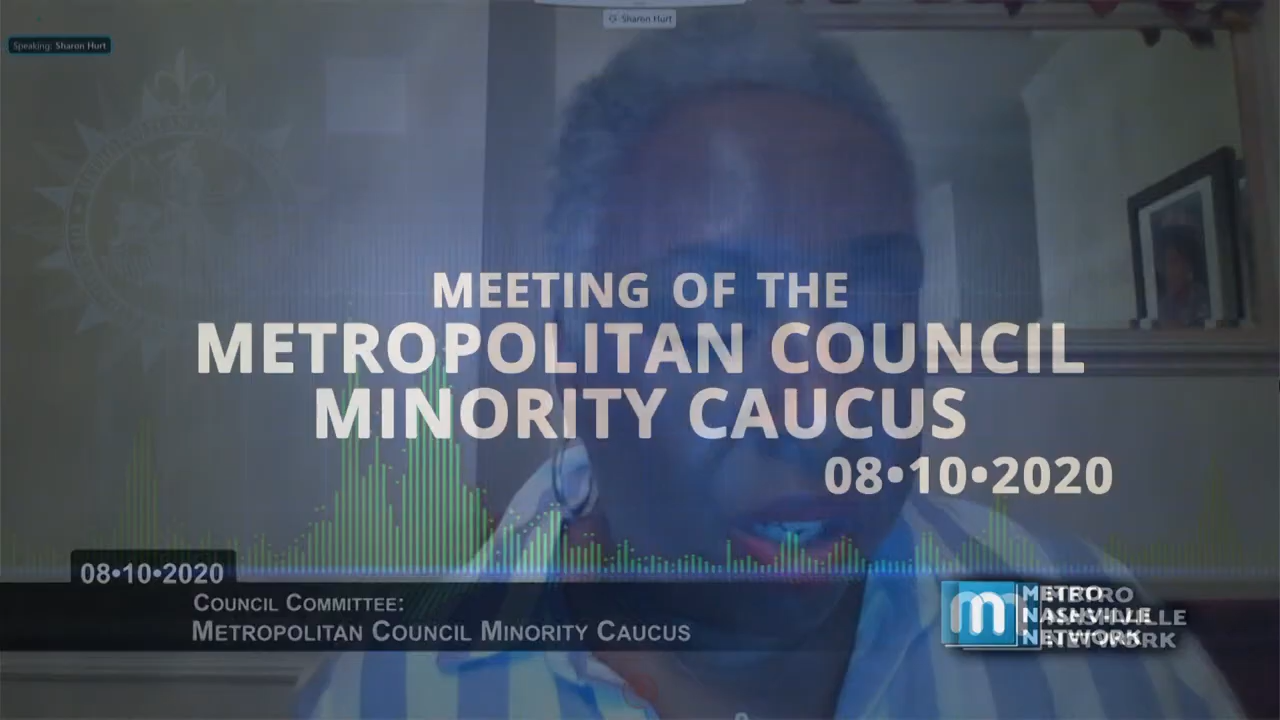 Sharon Hurt
Speaking: Sharon Hurt
MEETING OF THE
METROPOLITAN COUNCIL
MINORITY CAUCUS
08•10•2020
08•10•2020
COUNCIL COMMITTEE:
METROPOLITAN COUNCIL MINORITY CAUCUS
m
METRO
NASHVILLE
NETWORK